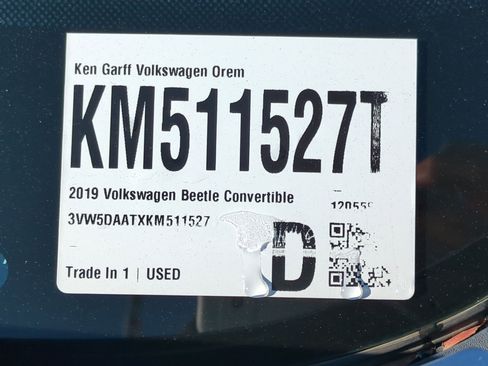 Ken Garff Volkswagen Orem
KM511527T
2019 Volkswagen Beetle Convertible
3VW5DAATXKM511527
Trade In 1 | USED
D